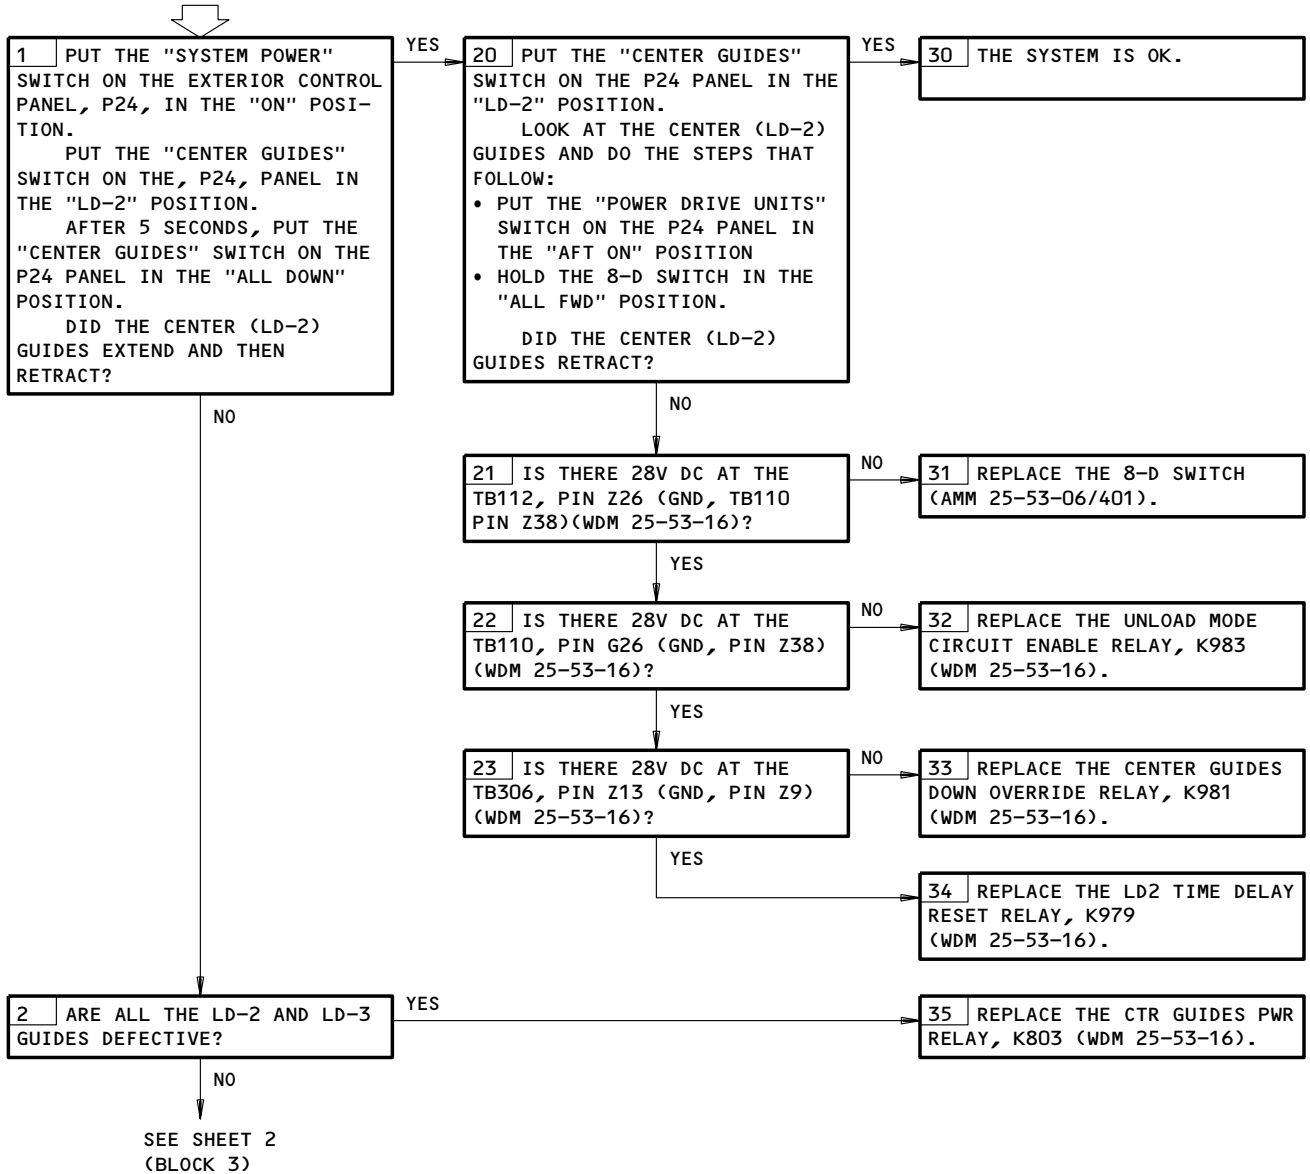 1 PUT THE "SYSTEM POWER"
SWITCH ON THE EXTERIOR CONTROL
PANEL, P24, IN THE "ON" POSI-
TION.
PUT THE "CENTER GUIDES"
SWITCH ON THE, P24, PANEL IN
THE "LD-2" POSITION.
AFTER 5 SECONDS, PUT THE
"CENTER GUIDES" SWITCH ON THE
P24 PANEL IN THE "ALL DOWN"
POSITION.
DID THE CENTER (LD-2)
GUIDES EXTEND AND THEN
RETRACT?
YES
NO
20 PUT THE "CENTER GUIDES"
SWITCH ON THE P24 PANEL IN THE
"LD-2" POSITION.
LOOK AT THE CENTER (LD-2)
GUIDES AND DO THE STEPS THAT
FOLLOW:
• PUT THE "POWER DRIVE UNITS"
SWITCH ON THE P24 PANEL IN
THE "AFT ON" POSITION
• HOLD THE 8-D SWITCH IN THE
"ALL FWD" POSITION.
DID THE CENTER (LD-2)
GUIDES RETRACT?
YES
NO
30 THE SYSTEM IS OK.
21 IS THERE 28V DC AT THE
TB112, PIN Z26 (GND, TB110
PIN Z38)(WDM 25-53-16)?
NO
YES
31 REPLACE THE 8-D SWITCH
(AMM 25-53-06/401).
22 IS THERE 28V DC AT THE
TB110, PIN G26 (GND, PIN Z38)
(WDM 25-53-16)?
NO
YES
32 REPLACE THE UNLOAD MODE
CIRCUIT ENABLE RELAY, K983
(WDM 25-53-16).
23 IS THERE 28V DC AT THE
TB306, PIN Z13 (GND, PIN Z9)
(WDM 25-53-16)?
NO
YES
33 REPLACE THE CENTER GUIDES
DOWN OVERRIDE RELAY, K981
(WDM 25-53-16).
34 REPLACE THE LD2 TIME DELAY
RESET RELAY, K979
(WDM 25-53-16).
2 ARE ALL THE LD-2 AND LD-3
GUIDES DEFECTIVE?
YES
NO
35 REPLACE THE CTR GUIDES PWR
RELAY, K803 (WDM 25-53-16).
SEE SHEET 2
(BLOCK 3)